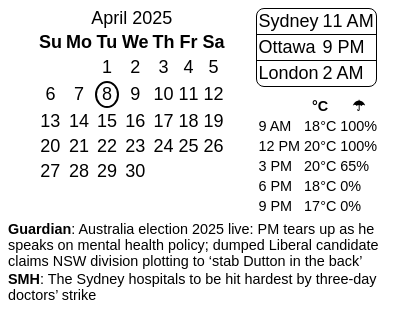 April 2025
Su Mo Tu We Th Fr Sa
1 2 3 4 5
6 7 8 9 10 11 12
13 14 15 16 17 18 19
20 21 22 23 24 25 26
27 28 29 30
Sydney 11 AM
Ottawa 9 PM
London 2 AM
°C ☂
9 AM 18°C 100%
12 PM 20°C 100%
3 PM 20°C 65%
6 PM 18°C 0%
9 PM 17°C 0%
Guardian: Australia election 2025 live: PM tears up as he
speaks on mental health policy; dumped Liberal candidate
claims NSW division plotting to ‘stab Dutton in the back’
SMH: The Sydney hospitals to be hit hardest by three-day
doctors’ strike